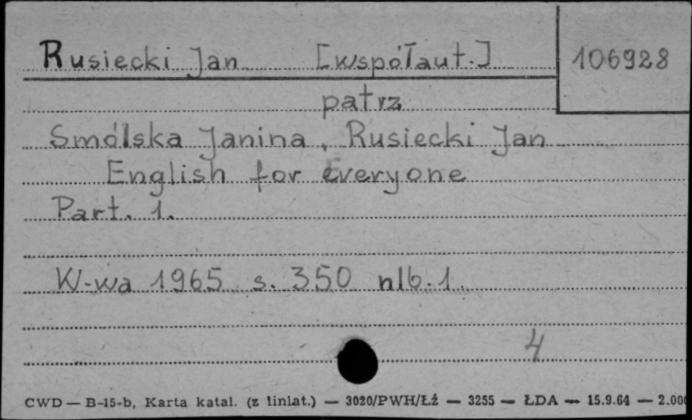 Rusiecki Jan [współaut.] 106928
patrz
Smólska Janina, Rusiecki Jan
English for everyone
Part. 1.
W-wa 1965 s. 350 nlb. 1.
4
CWD — B-15-b, Karta katal. (z liniat.) — 3020/PWH/Łź — 3255 — ŁDA — 15.9.64 — 2.000